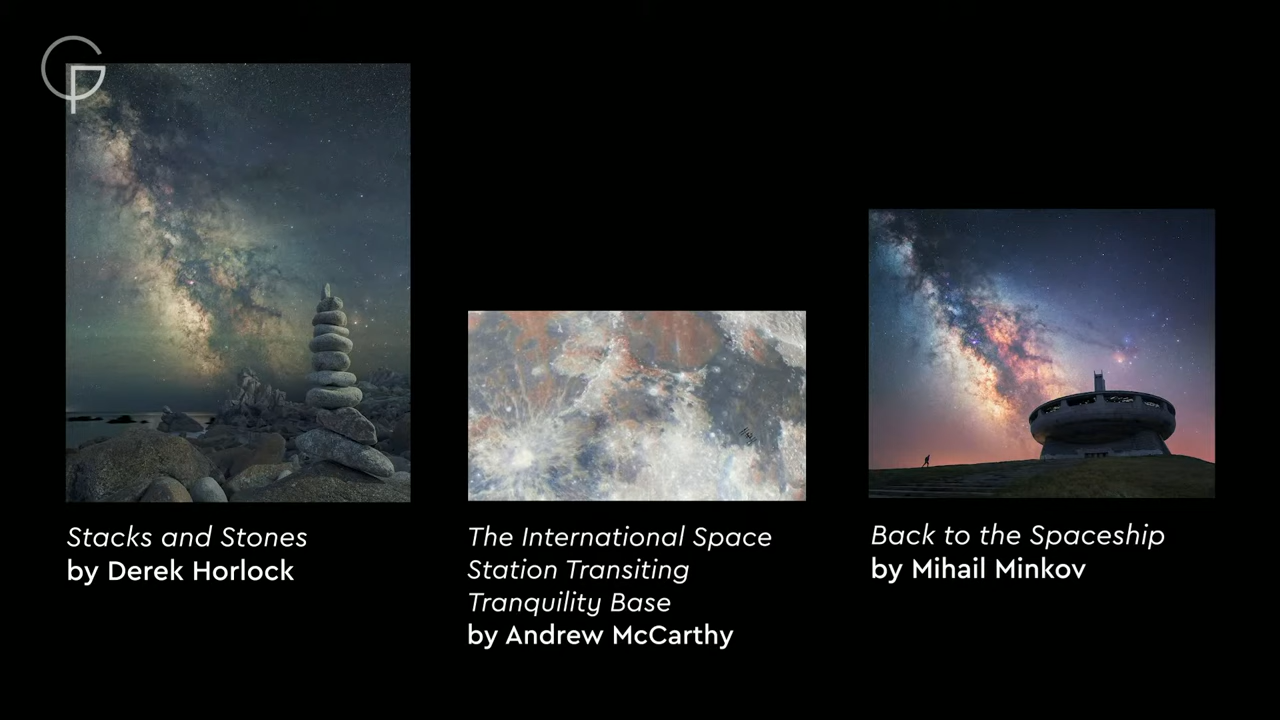 GP
Stacks and Stones
by Derek Horlock
The International Space
Station Transiting
Tranquility Base
by Andrew McCarthy
Back to the Spaceship
by Mihail Minkov